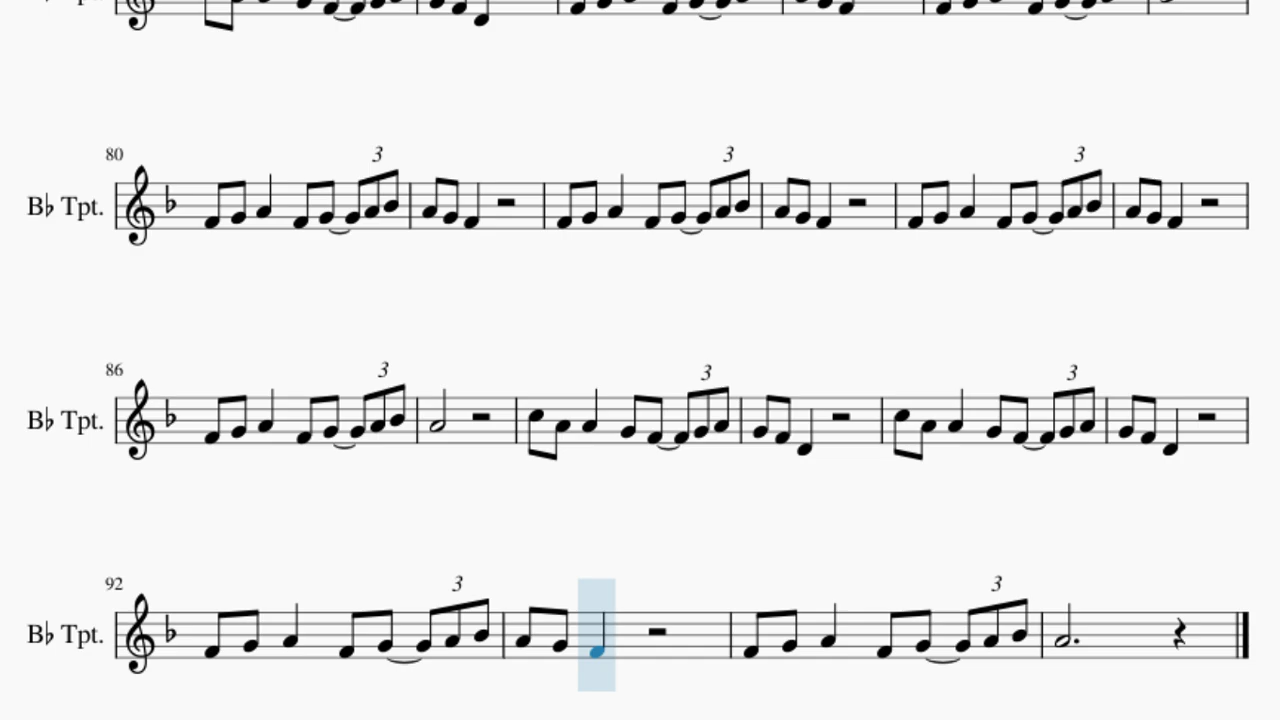 80
3 3 3
B♭ Tpt.
86
3 3 3
B♭ Tpt.
92
3 3
B♭ Tpt.